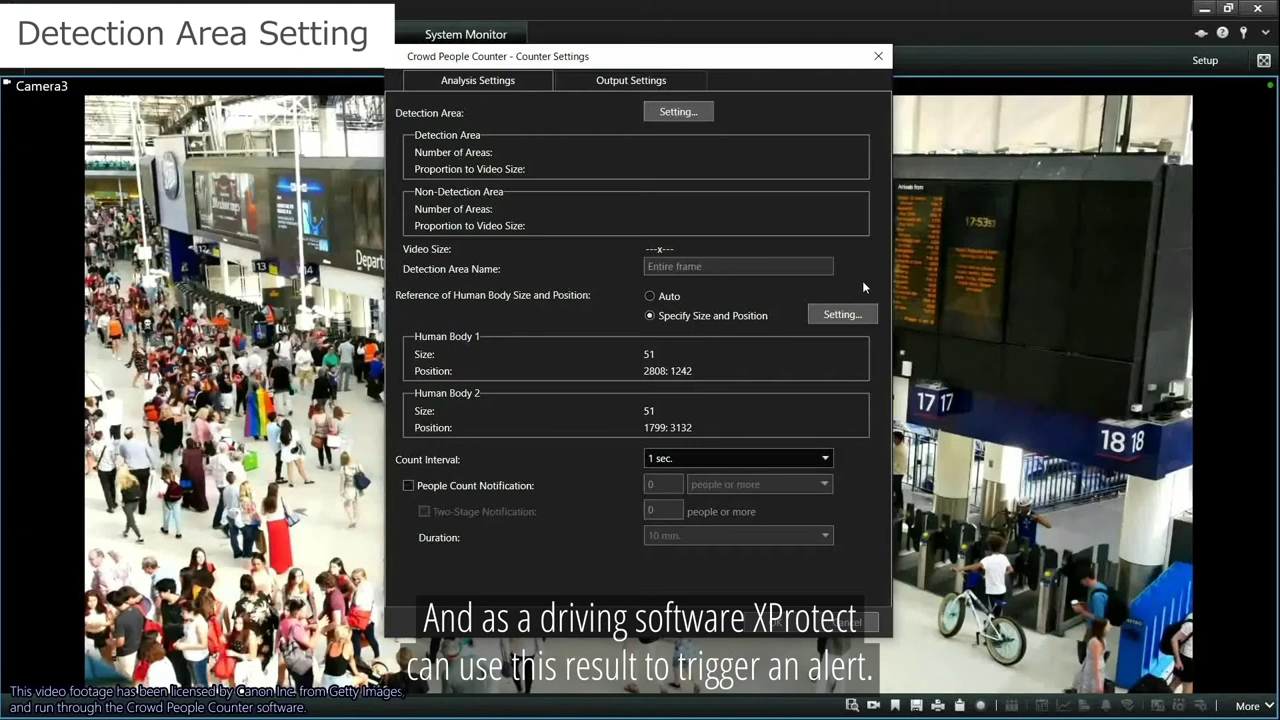 Detection Area Setting
System Monitor
Setup
Camera3
Crowd People Counter - Counter Settings
Analysis Settings
Output Settings
Detection Area:
Setting...
Detection Area
Number of Areas:
Proportion to Video Size:
Non-Detection Area
Number of Areas:
Proportion to Video Size:
Video Size:
---x---
Detection Area Name:
Entire frame
Reference of Human Body Size and Position:
Auto
Specify Size and Position
Setting...
Human Body 1
Size:
51
Position:
2808: 1242
Human Body 2
Size:
51
Position:
1799: 3132
Count Interval:
1 sec.
People Count Notification:
0
people or more
Two-Stage Notification:
0
people or more
Duration:
10 min.
12
13
14
Arrivals from
17:53
17 17
18 18
And as a driving software XProtect
can use this result to trigger an alert.
This video footage has been licensed by Canon Inc. from Getty Images,
and run through the Crowd People Counter software.
More